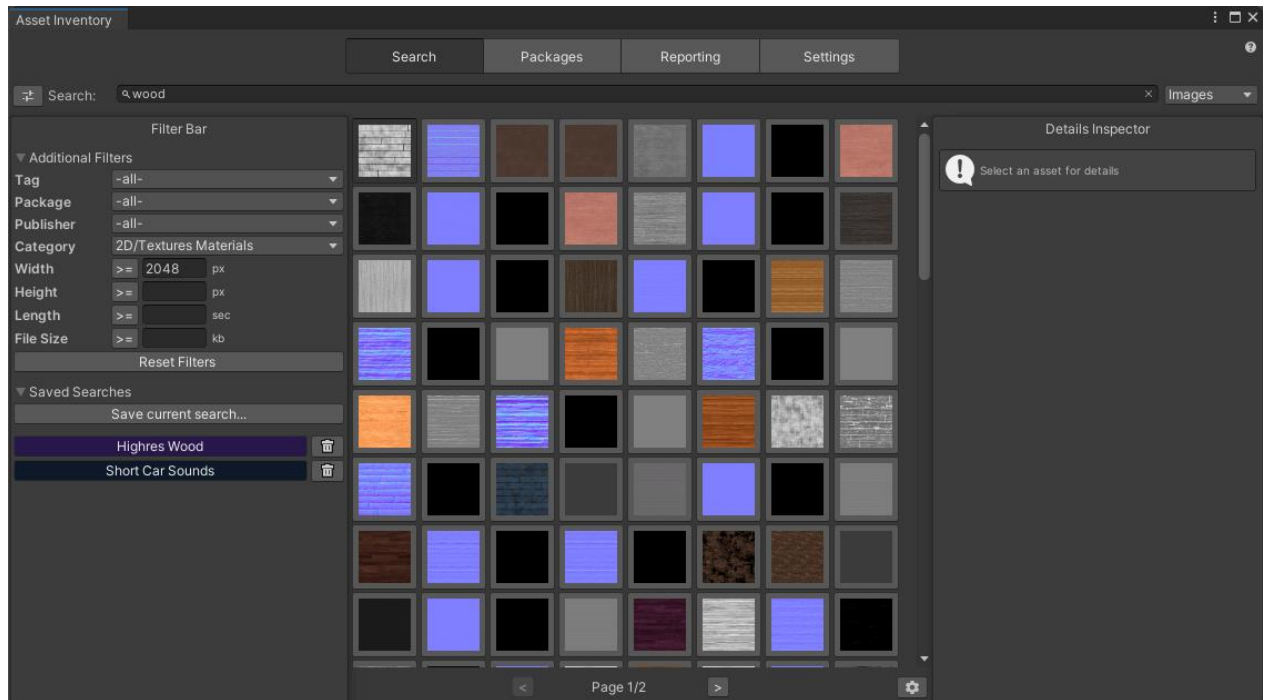 Asset Inventory
Search Packages Reporting Settings
Search: wood × Images
Filter Bar
Additional Filters
Tag -all-
Package -all-
Publisher -all-
Category 2D/Textures Materials
Width >= 2048 px
Height >= px
Length >= sec
File Size >= kb
Reset Filters
Saved Searches
Save current search...
Highres Wood
Short Car Sounds
< Page 1/2 >
Details Inspector
Select an asset for details